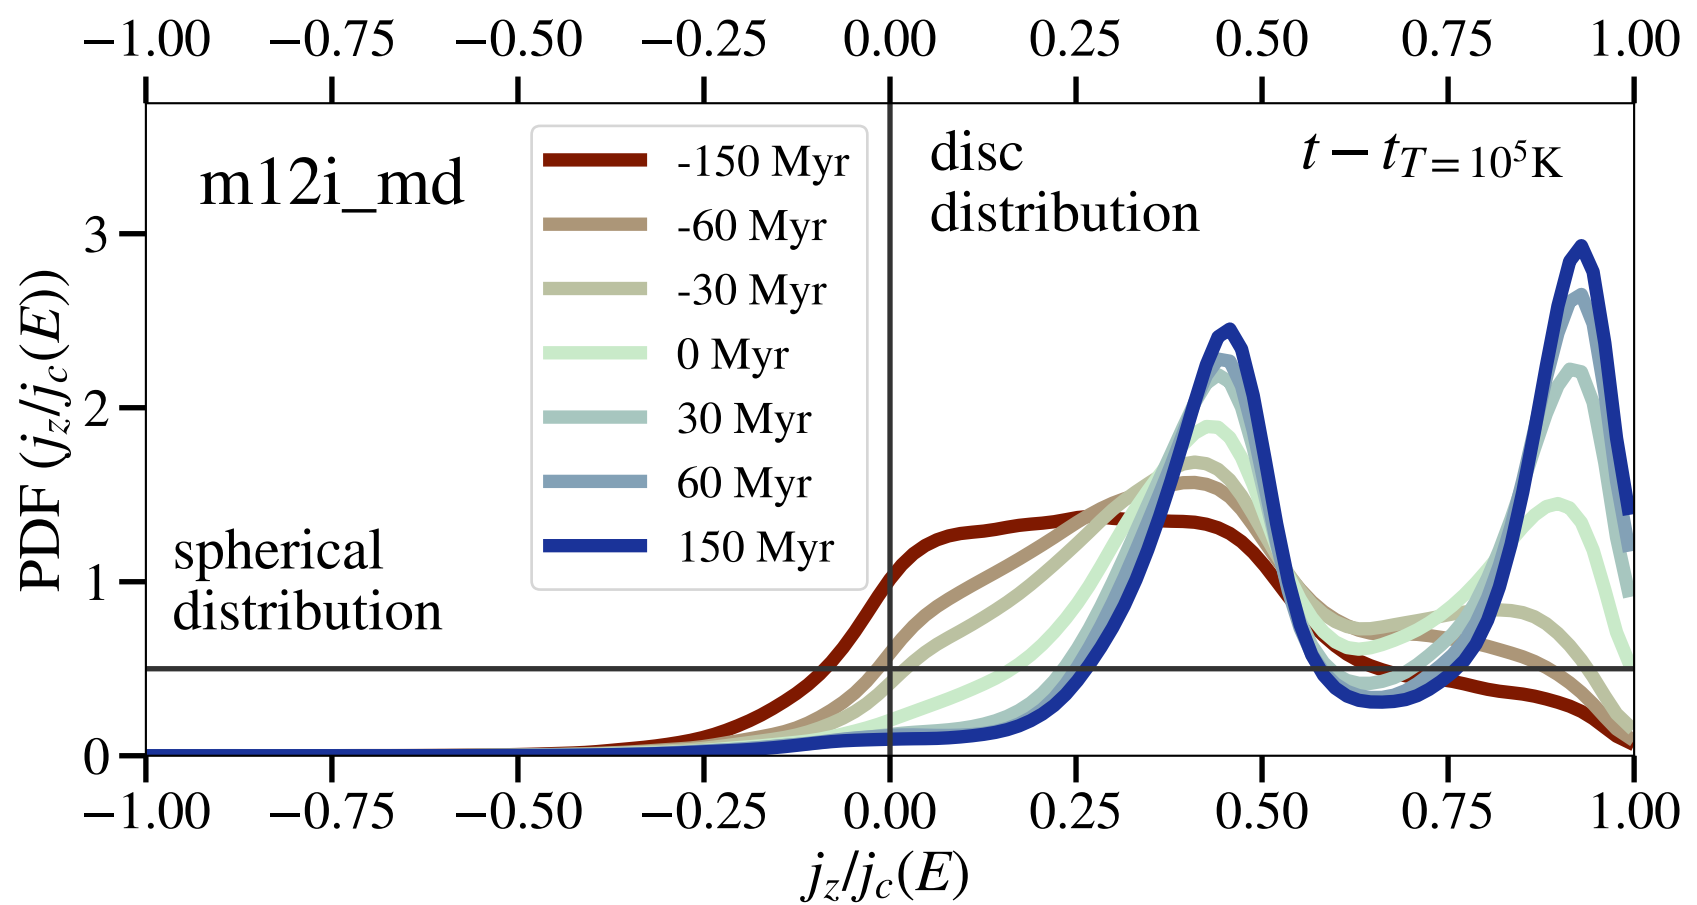 −1.00 −0.75 −0.50 −0.25 0.00 0.25 0.50 0.75 1.00
m12i_md
-150 Myr
-60 Myr
-30 Myr
0 Myr
30 Myr
60 Myr
150 Myr
disc
distribution
t − t_{T = 10^5 K}
spherical
distribution
PDF (j_z/j_c(E))
3
2
1
0
−1.00 −0.75 −0.50 −0.25 0.00 0.25 0.50 0.75 1.00
j_z/j_c(E)